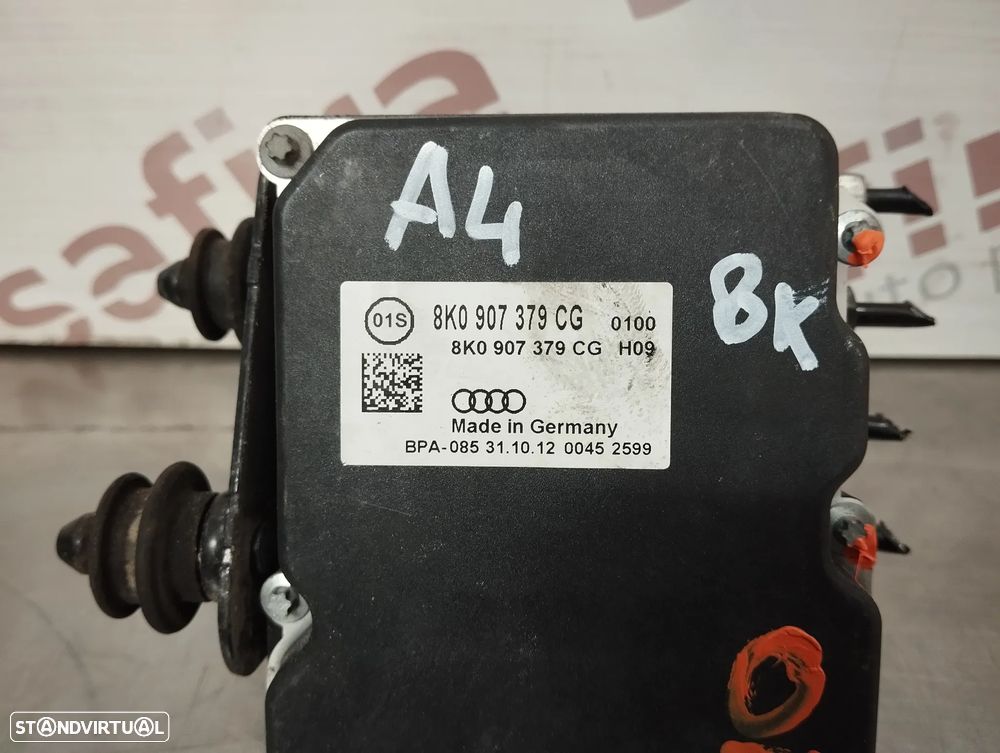 A4
8K
01S
8K0 907 379 CG 0100
8K0 907 379 CG H09
Made in Germany
BPA-085 31.10.12 0045 2599
O
STANDVIRTUAL